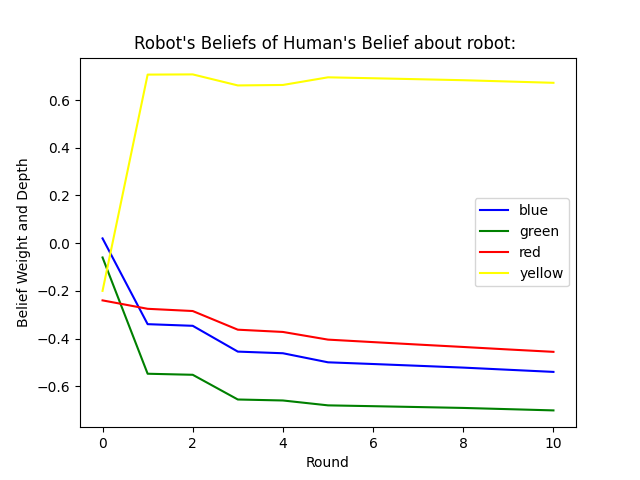 Robot's Beliefs of Human's Belief about robot:
Belief Weight and Depth
0.6
0.4
0.2
0.0
−0.2
−0.4
−0.6
blue
green
red
yellow
0 2 4 6 8 10
Round